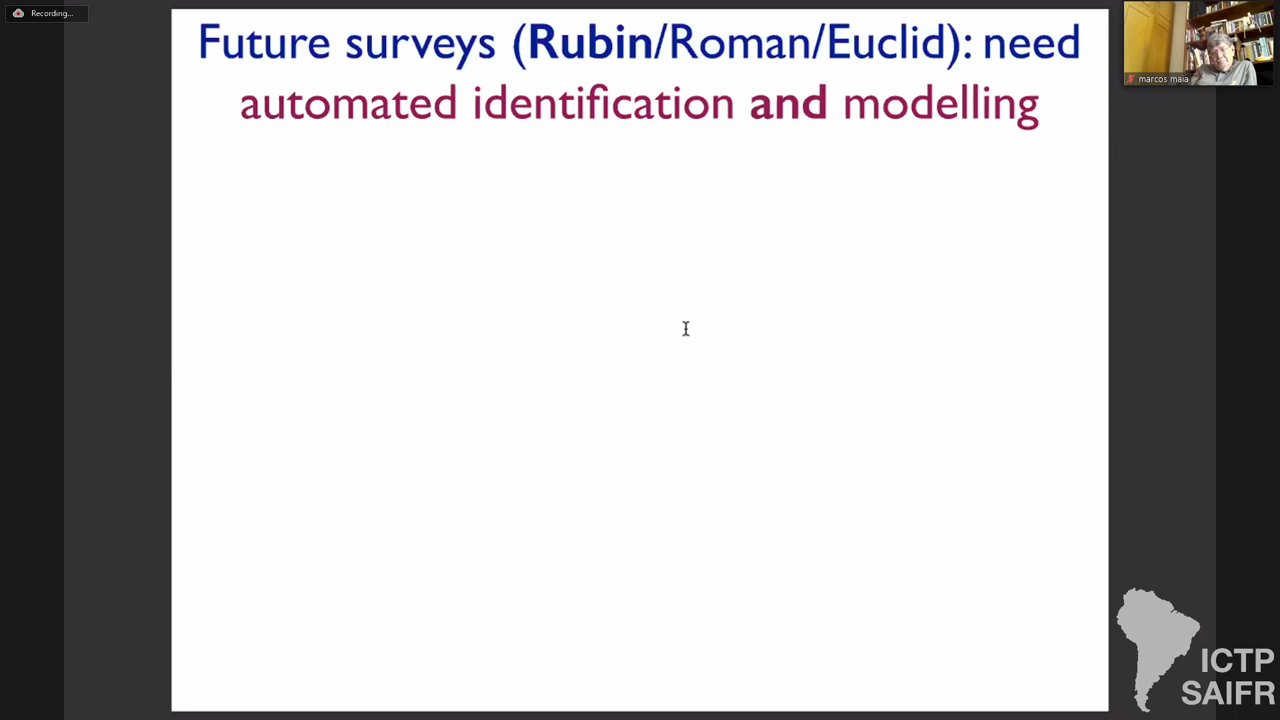 Recording...
Future surveys (Rubin/Roman/Euclid): need
automated identification and modelling
marcos maia
ICTP
SAIFR